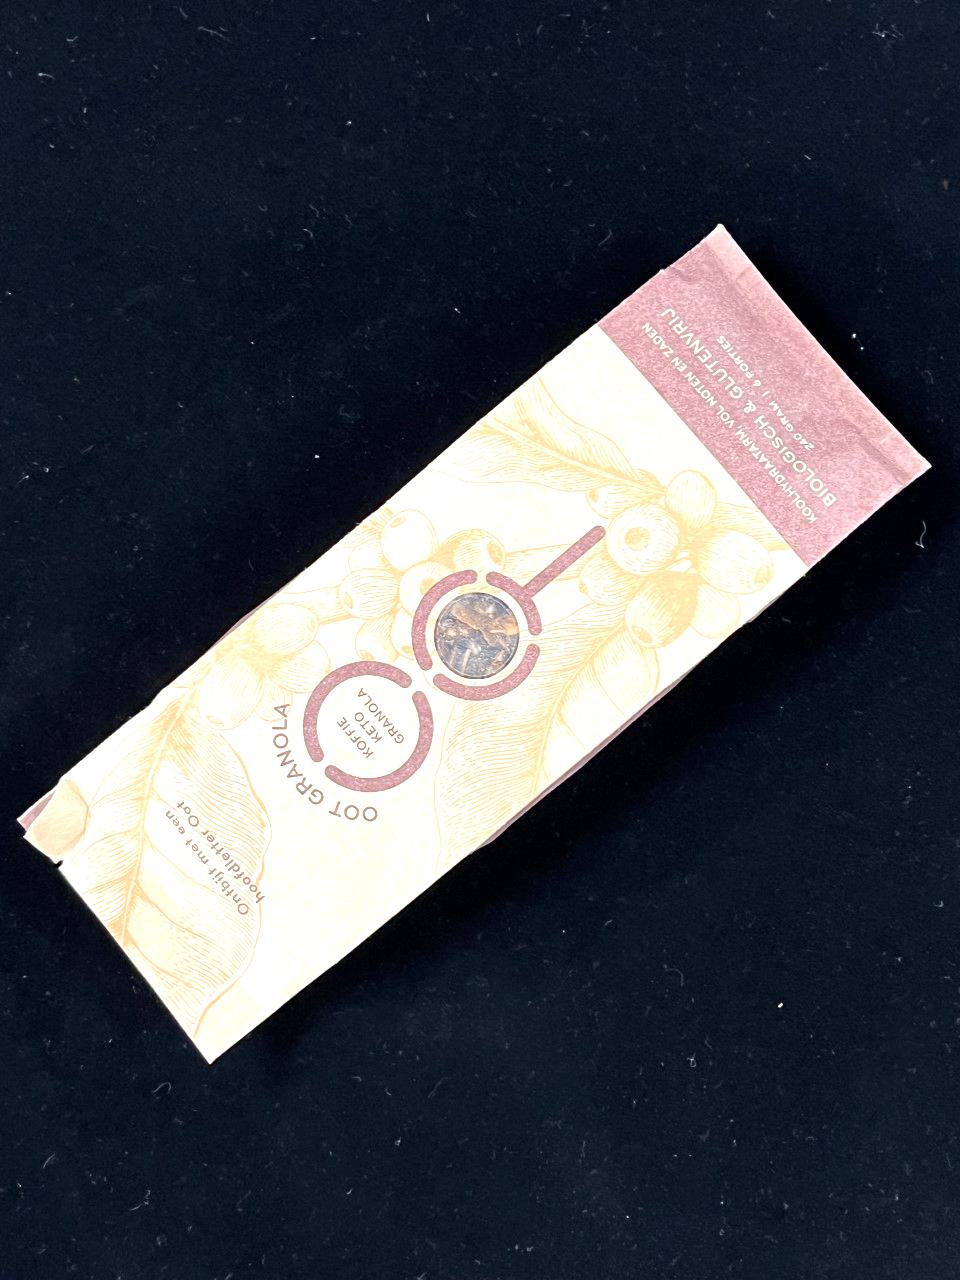 Ontbijt met een
hoofdletter Oot
OOT GRANOLA
KOFFIE
KETO
GRANOLA
KOOLHYDRAATARM VOL NOTEN EN ZADEN
BIOLOGISCH & GLUTENVRIJ
240 GRAM | 6 PORTIES